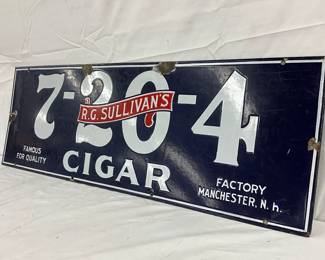 7-20-4
R.G. SULLIVAN'S
FAMOUS
FOR QUALITY
CIGAR
FACTORY
MANCHESTER, N. H.